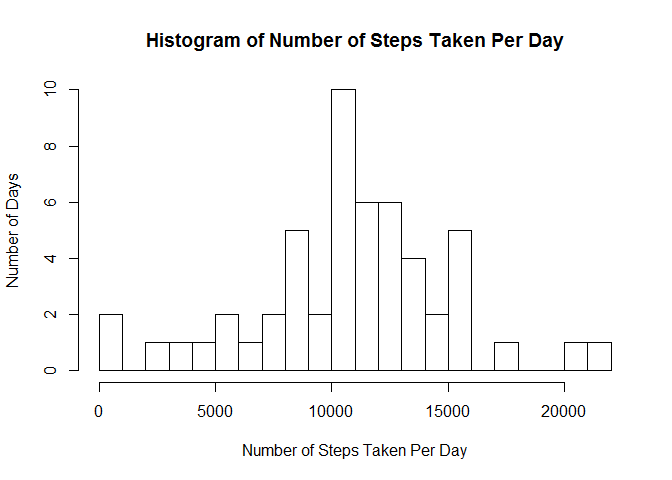 Histogram of Number of Steps Taken Per Day
Number of Days
10
8
6
4
2
0
0 5000 10000 15000 20000
Number of Steps Taken Per Day